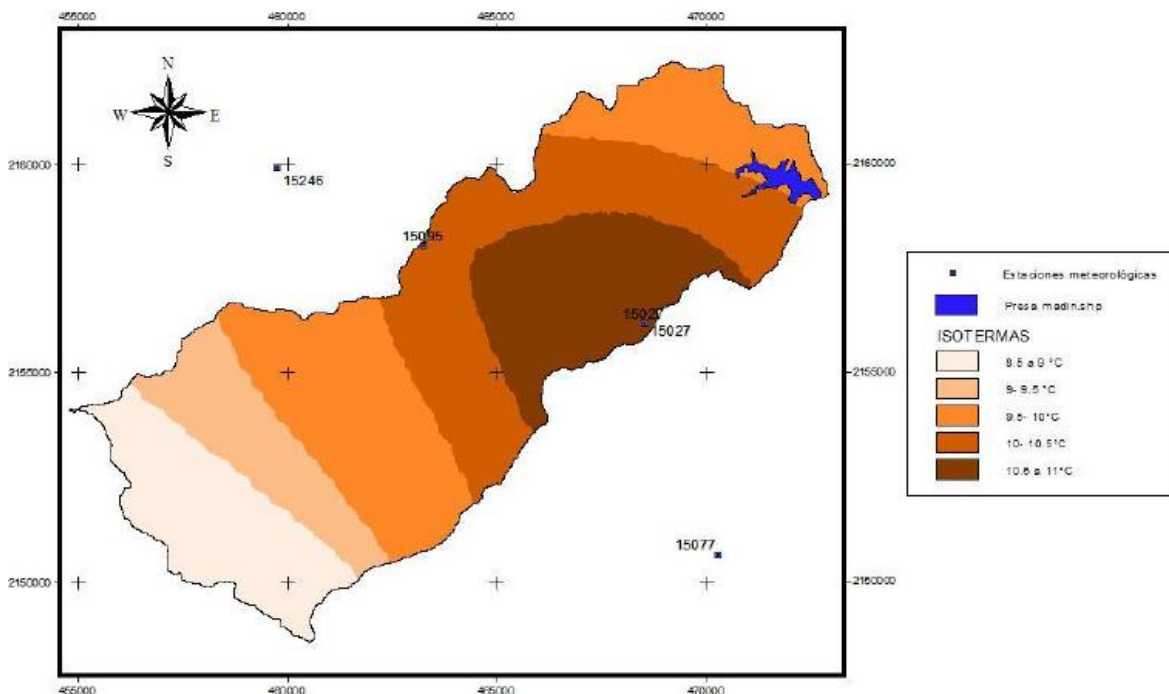 455000 460000 465000 470000
N
W E
S
2160000 2160000
15246
15095
Estaciones meteorológicas
Presa madin.shp
15027
ISOTERMAS
8.5 a 9 °C
9- 9.5 °C
9.5- 10°C
10- 10.5°C
10.5 a 11°C
2155000 2155000
15077
2150000 2150000
455000 460000 465000 470000